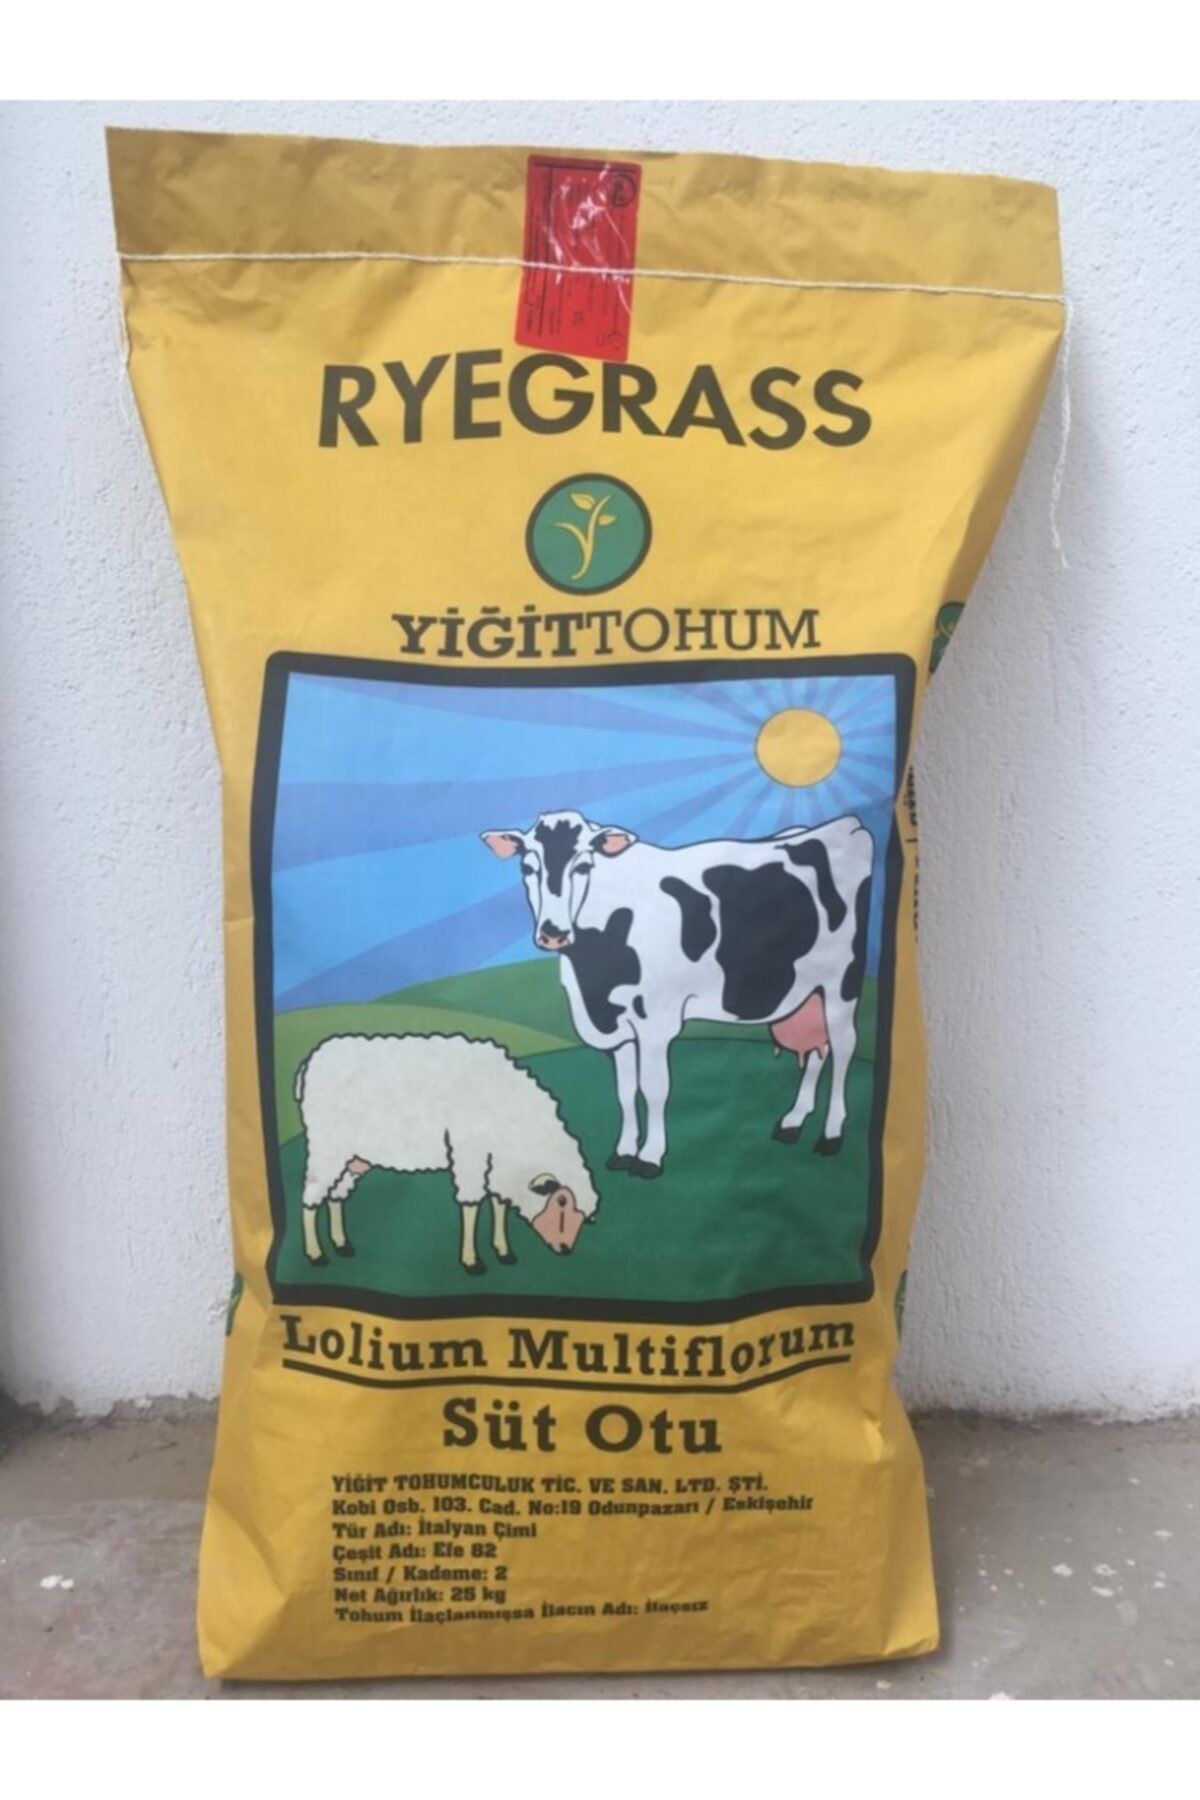 RYEGRASS
YİĞİTTOHUM
Lolium Multiflorum
Süt Otu
YİĞİT TOHUMCULUK TİC. VE SAN. LTD. ŞTİ.
Kobi Osb. 103. Cad. No:19 Odunpazarı / Eskişehir
Tür Adı: İtalyan Çimi
Çeşit Adı: Efe 82
Sınıf / Kademe: 2
Net Ağırlık: 25 kg
Tohum İlaçlanmışsa İlacın Adı: İlaçsız